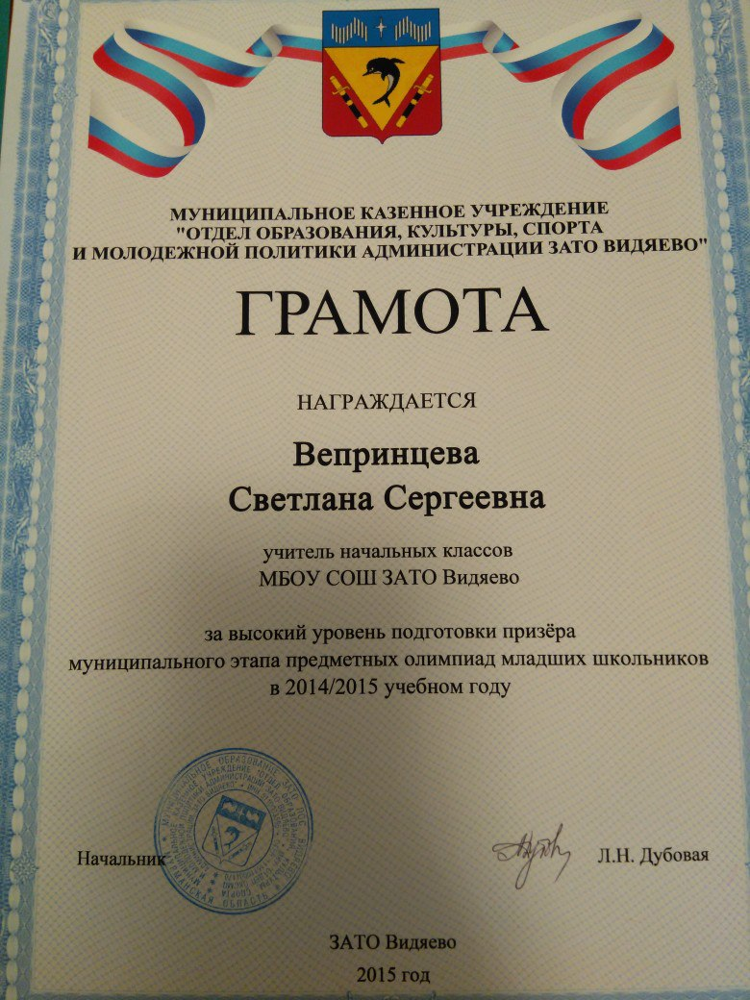 МУНИЦИПАЛЬНОЕ КАЗЕННОЕ УЧРЕЖДЕНИЕ
"ОТДЕЛ ОБРАЗОВАНИЯ, КУЛЬТУРЫ, СПОРТА
И МОЛОДЕЖНОЙ ПОЛИТИКИ АДМИНИСТРАЦИИ ЗАТО ВИДЯЕВО"
ГРАМОТА
НАГРАЖДАЕТСЯ
Вепринцева
Светлана Сергеевна
учитель начальных классов
МБОУ СОШ ЗАТО Видяево
за высокий уровень подготовки призёра
муниципального этапа предметных олимпиад младших школьников
в 2014/2015 учебном году
Начальник
Л.Н. Дубовая
ЗАТО Видяево
2015 год